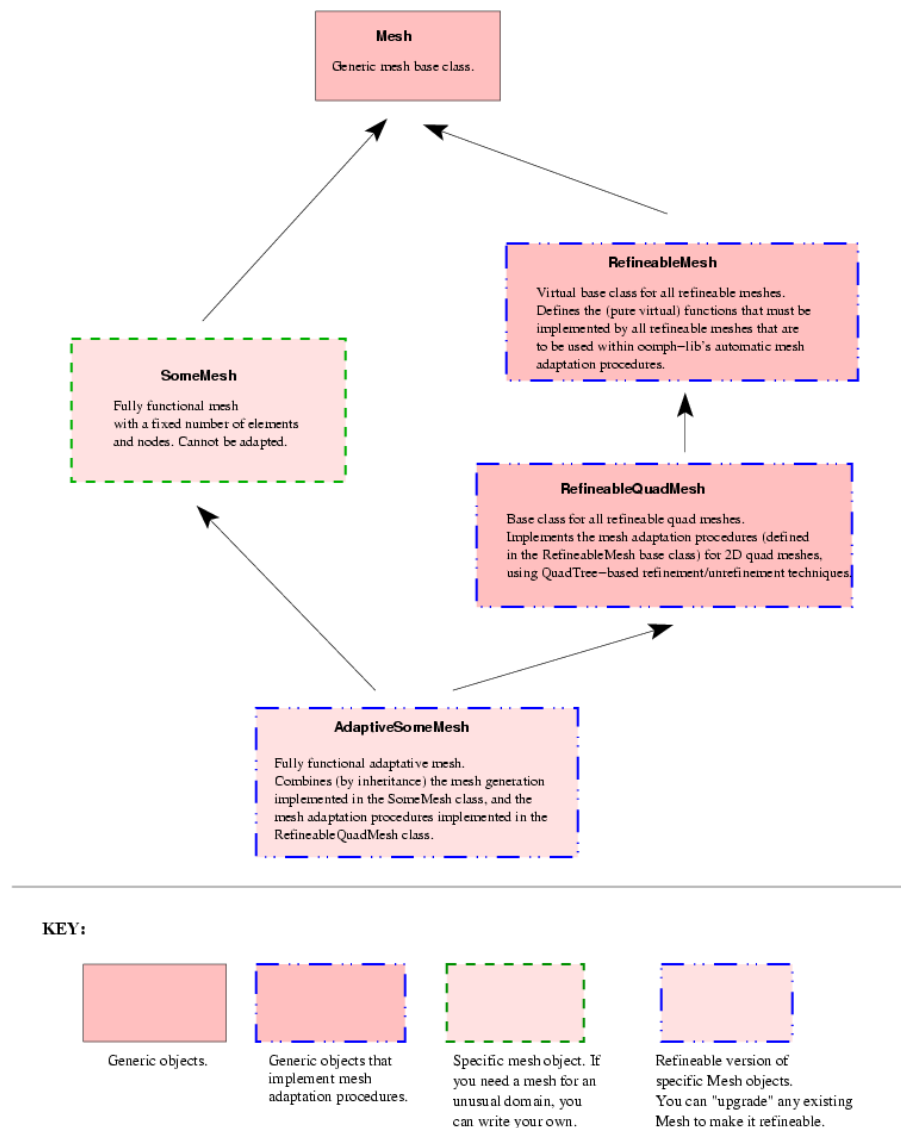 Mesh
Generic mesh base class.
RefineableMesh
Virtual base class for all refineable meshes.
Defines the (pure virtual) functions that must be
implemented by all refineable meshes that are
to be used within oomph−lib's automatic mesh
adaptation procedures.
SomeMesh
Fully functional mesh
with a fixed number of elements
and nodes. Cannot be adapted.
RefineableQuadMesh
Base class for all refineable quad meshes.
Implements the mesh adaptation procedures (defined
in the RefineableMesh base class) for 2D quad meshes,
using QuadTree−based refinement/unrefinement techniques.
AdaptiveSomeMesh
Fully functional adaptative mesh.
Combines (by inheritance) the mesh generation
implemented in the SomeMesh class, and the
mesh adaptation procedures implemented in the
RefineableQuadMesh class.
KEY:
Generic objects.
Generic objects that
implement mesh
adaptation procedures.
Specific mesh object. If
you need a mesh for an
unusual domain, you
can write your own.
Refineable version of
specific Mesh objects.
You can "upgrade" any existing
Mesh to make it refineable.